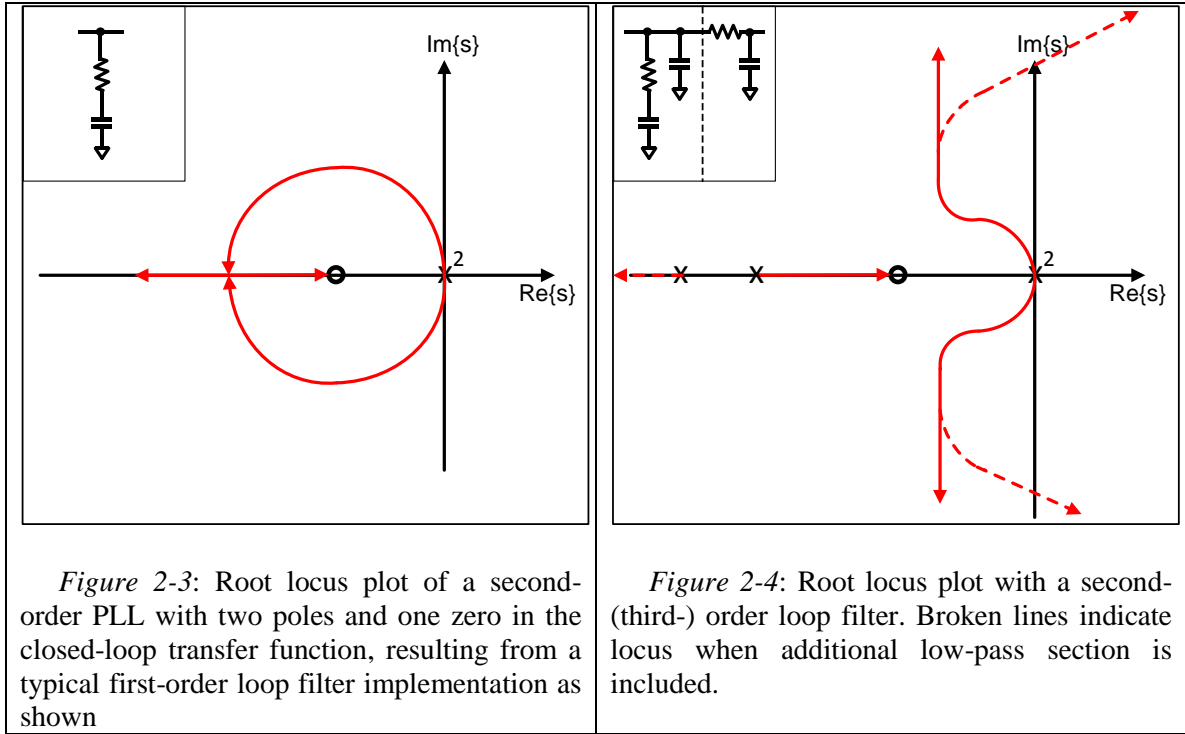 Im{s}
2
Re{s}
Im{s}
2
Re{s}
Figure 2-3: Root locus plot of a second-
order PLL with two poles and one zero in the
closed-loop transfer function, resulting from a
typical first-order loop filter implementation as
shown
Figure 2-4: Root locus plot with a second-
(third-) order loop filter. Broken lines indicate
locus when additional low-pass section is
included.